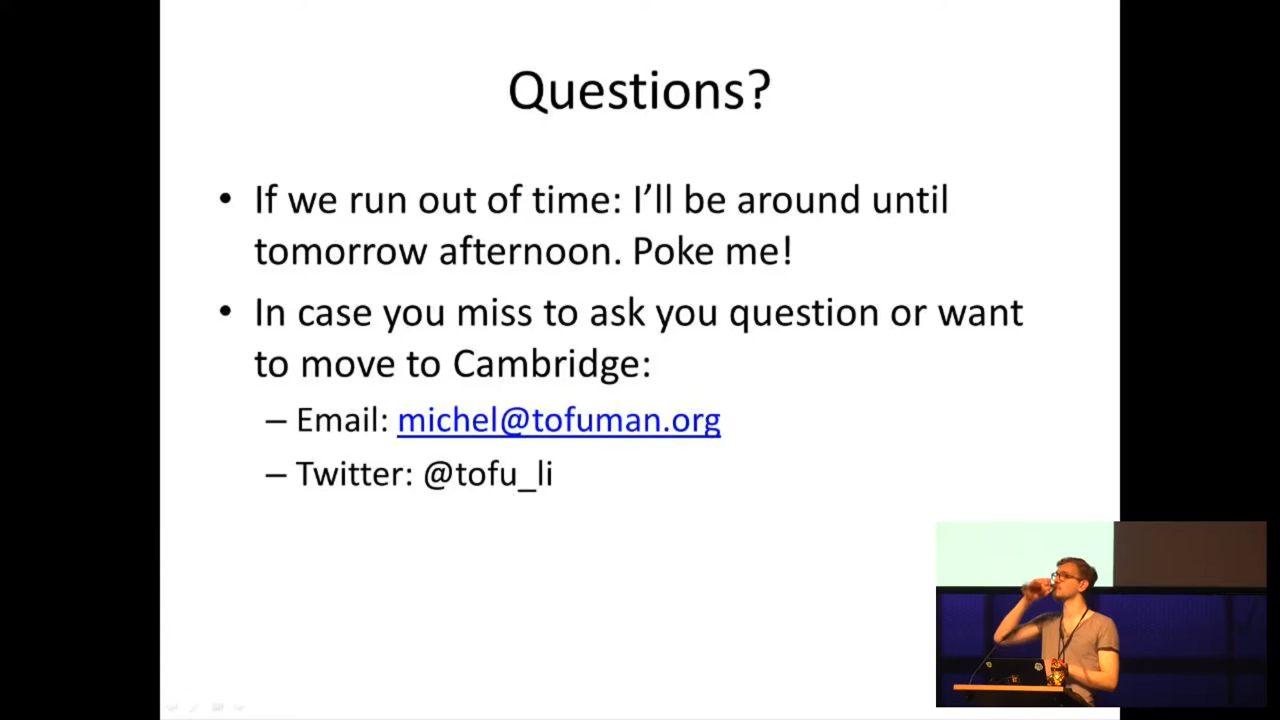 Questions?
• If we run out of time: I’ll be around until
tomorrow afternoon. Poke me!
• In case you miss to ask you question or want
to move to Cambridge:
– Email: michel@tofuman.org
– Twitter: @tofu_li